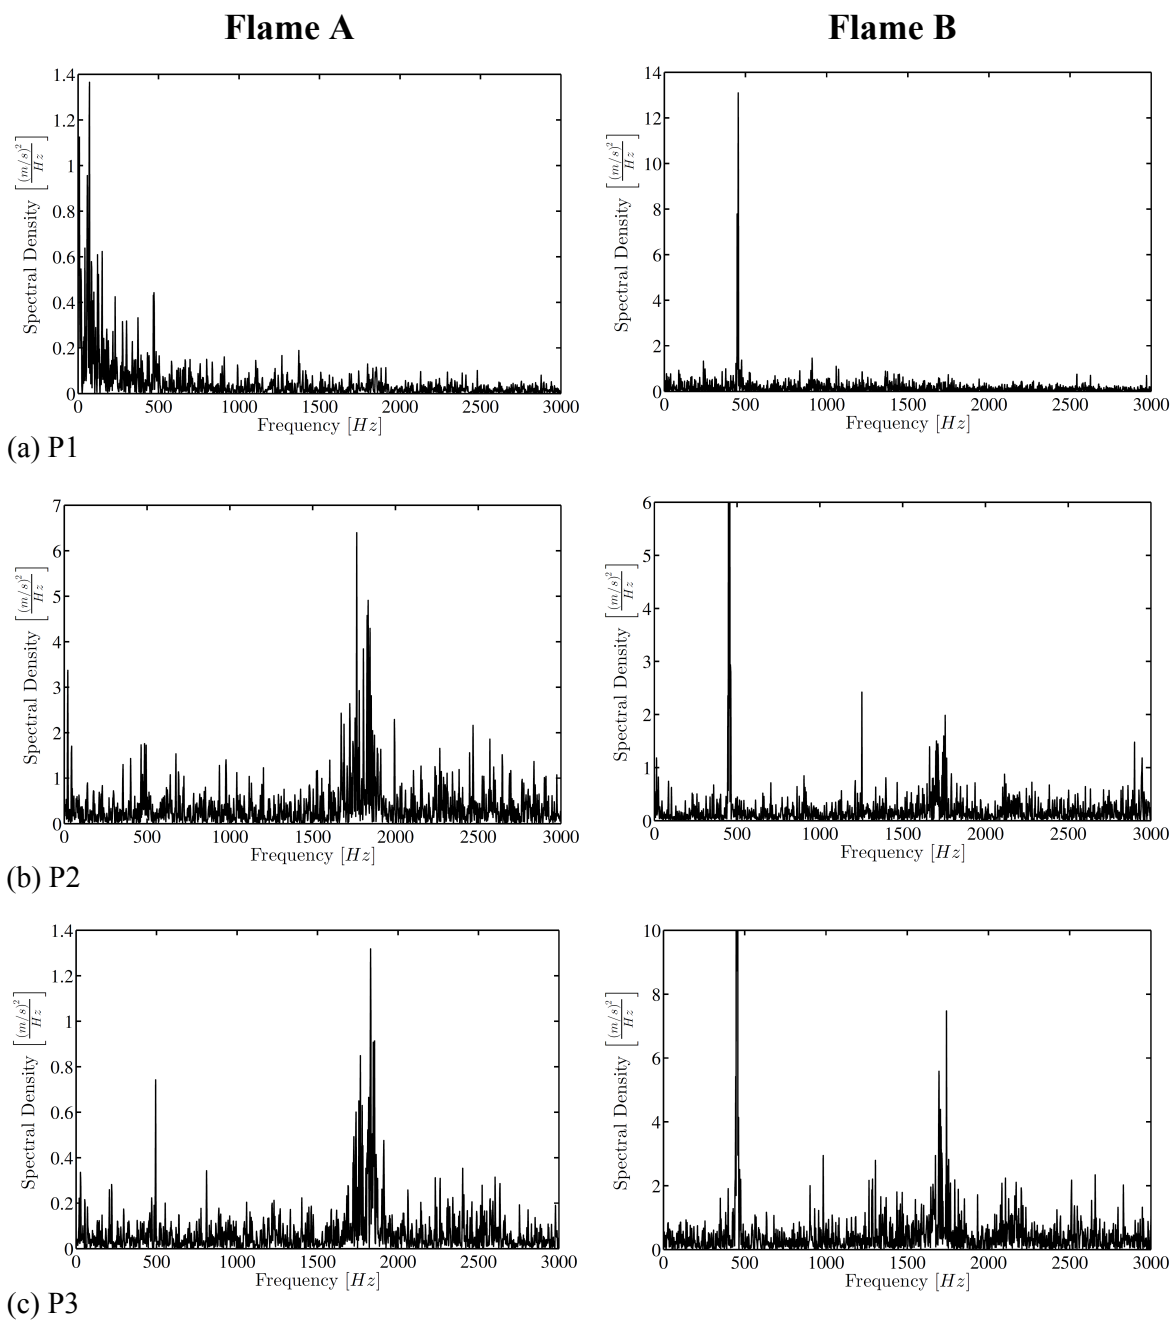 Flame A
Flame B
1.4
1.2
1
0.8
0.6
0.4
0.2
0
Spectral Density [(m/s)²/Hz]
0 500 1000 1500 2000 2500 3000
Frequency [Hz]
14
12
10
8
6
4
2
0
Spectral Density [(m/s)²/Hz]
0 500 1000 1500 2000 2500 3000
Frequency [Hz]
(a) P1
7
6
5
4
3
2
1
0
Spectral Density [(m/s)²/Hz]
0 500 1000 1500 2000 2500 3000
Frequency [Hz]
6
5
4
3
2
1
0
Spectral Density [(m/s)²/Hz]
0 500 1000 1500 2000 2500 3000
Frequency [Hz]
(b) P2
1.4
1.2
1
0.8
0.6
0.4
0.2
0
Spectral Density [(m/s)²/Hz]
0 500 1000 1500 2000 2500 3000
Frequency [Hz]
10
8
6
4
2
0
Spectral Density [(m/s)²/Hz]
0 500 1000 1500 2000 2500 3000
Frequency [Hz]
(c) P3